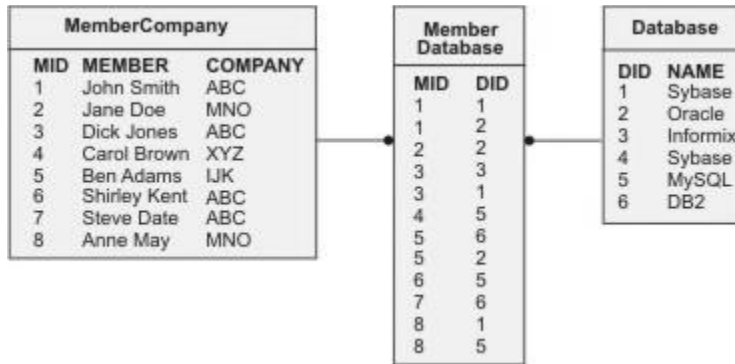 MemberCompany
MID MEMBER COMPANY
1 John Smith ABC
2 Jane Doe MNO
3 Dick Jones ABC
4 Carol Brown XYZ
5 Ben Adams IJK
6 Shirley Kent ABC
7 Steve Date ABC
8 Anne May MNO
Member
Database
MID DID
1 1
1 2
2 2
3 3
3 1
4 5
5 6
5 2
6 5
7 6
8 1
8 5
Database
DID NAME
1 Sybase
2 Oracle
3 Informix
4 Sybase
5 MySQL
6 DB2